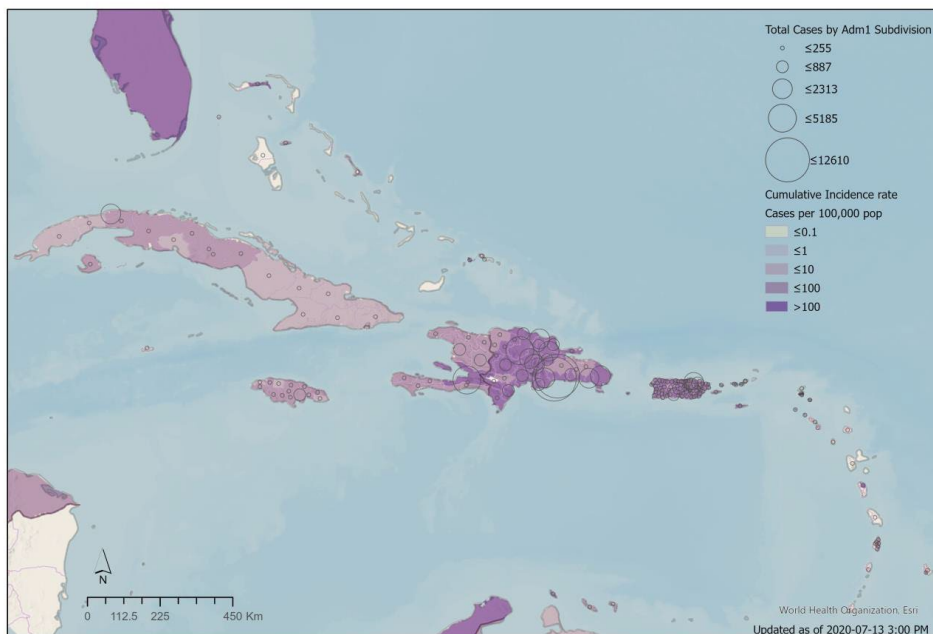 Total Cases by Adm1 Subdivision
≤255
≤887
≤2313
≤5185
≤12610
Cumulative Incidence rate
Cases per 100,000 pop
≤0.1
≤1
≤10
≤100
>100
N
0 112.5 225 450 Km
World Health Organization, Esri
Updated as of 2020-07-13 3:00 PM